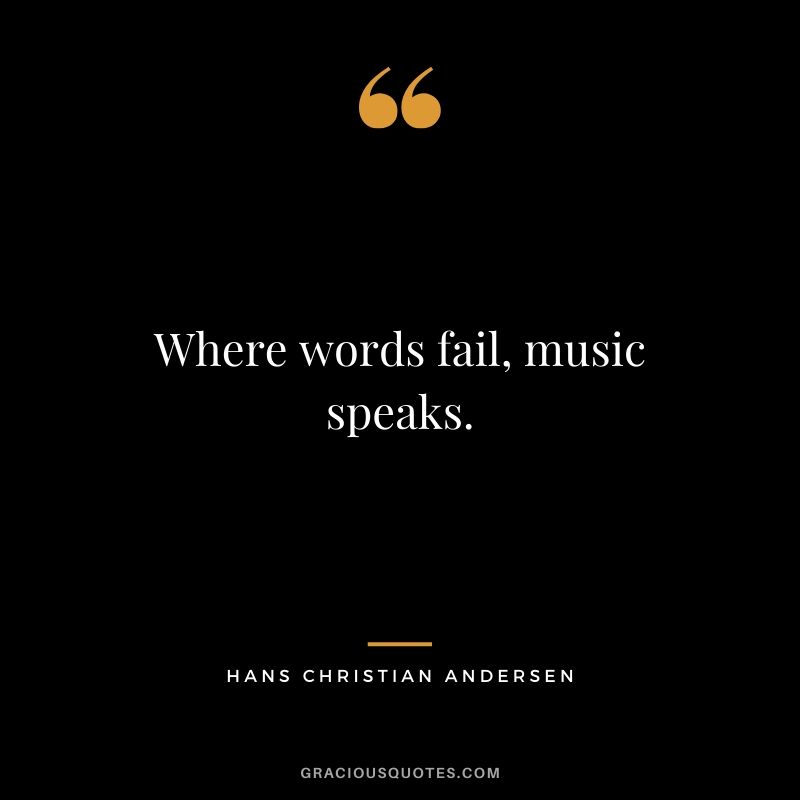 “
Where words fail, music
speaks.
HANS CHRISTIAN ANDERSEN
GRACIOUSQUOTES.COM